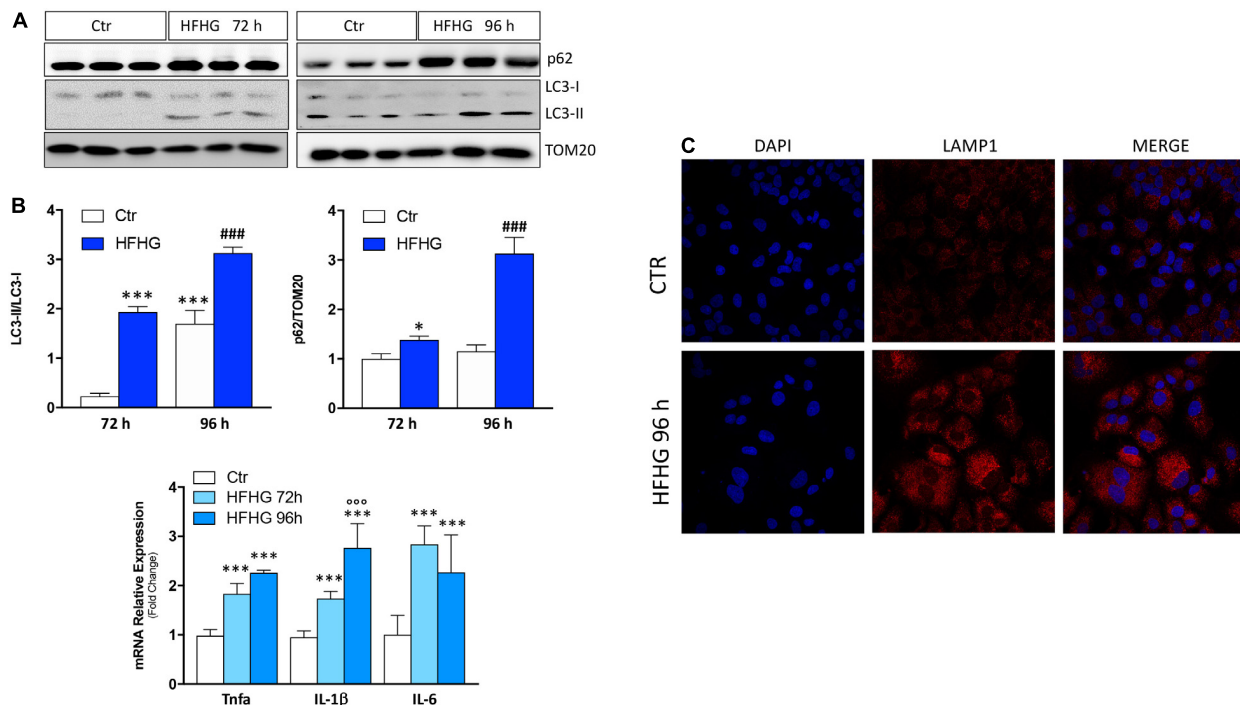 A
Ctr HFHG 72 h Ctr HFHG 96 h
p62
LC3-I
LC3-II
TOM20
B
LC3-II/LC3-I
4
3
2
1
0
Ctr
HFHG
***
***
###
72 h 96 h
p62/TOM20
4
3
2
1
0
Ctr
HFHG
*
###
72 h 96 h
mRNA Relative Expression
(Fold Change)
4
3
2
1
0
Ctr
HFHG 72h
HFHG 96h
*** ***
*** °°°
***
*** ***
Tnfa IL-1β IL-6
C
DAPI LAMP1 MERGE
CTR
HFHG 96 h